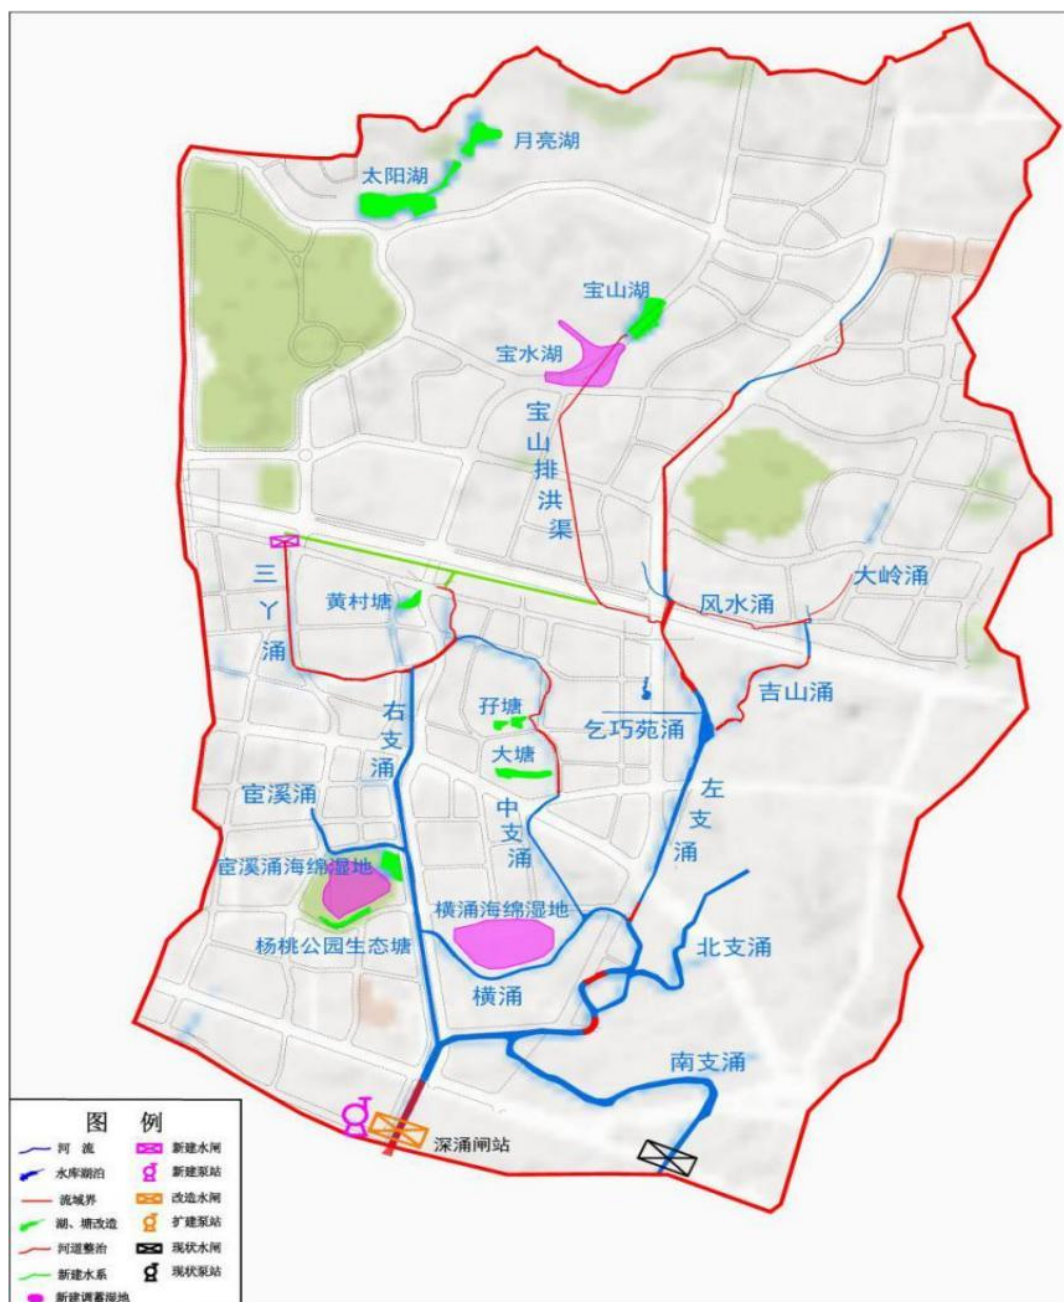 月亮湖
太阳湖
宝山湖
宝水湖
宝山排洪渠
三丫涌
黄村塘
风水涌
大岭涌
吉山涌
右支涌
孖塘
乞巧苑涌
大塘
宦溪涌
中支涌
左支涌
宦溪涌海绵湿地
横涌海绵湿地
杨桃公园生态塘
北支涌
横涌
南支涌
深涌闸站
图 例
河 流
新建水闸
水库湖泊
新建泵站
流域界
改造水闸
湖、塘改造
扩建泵站
河道整治
现状水闸
新建水系
现状泵站
新建调蓄湿地